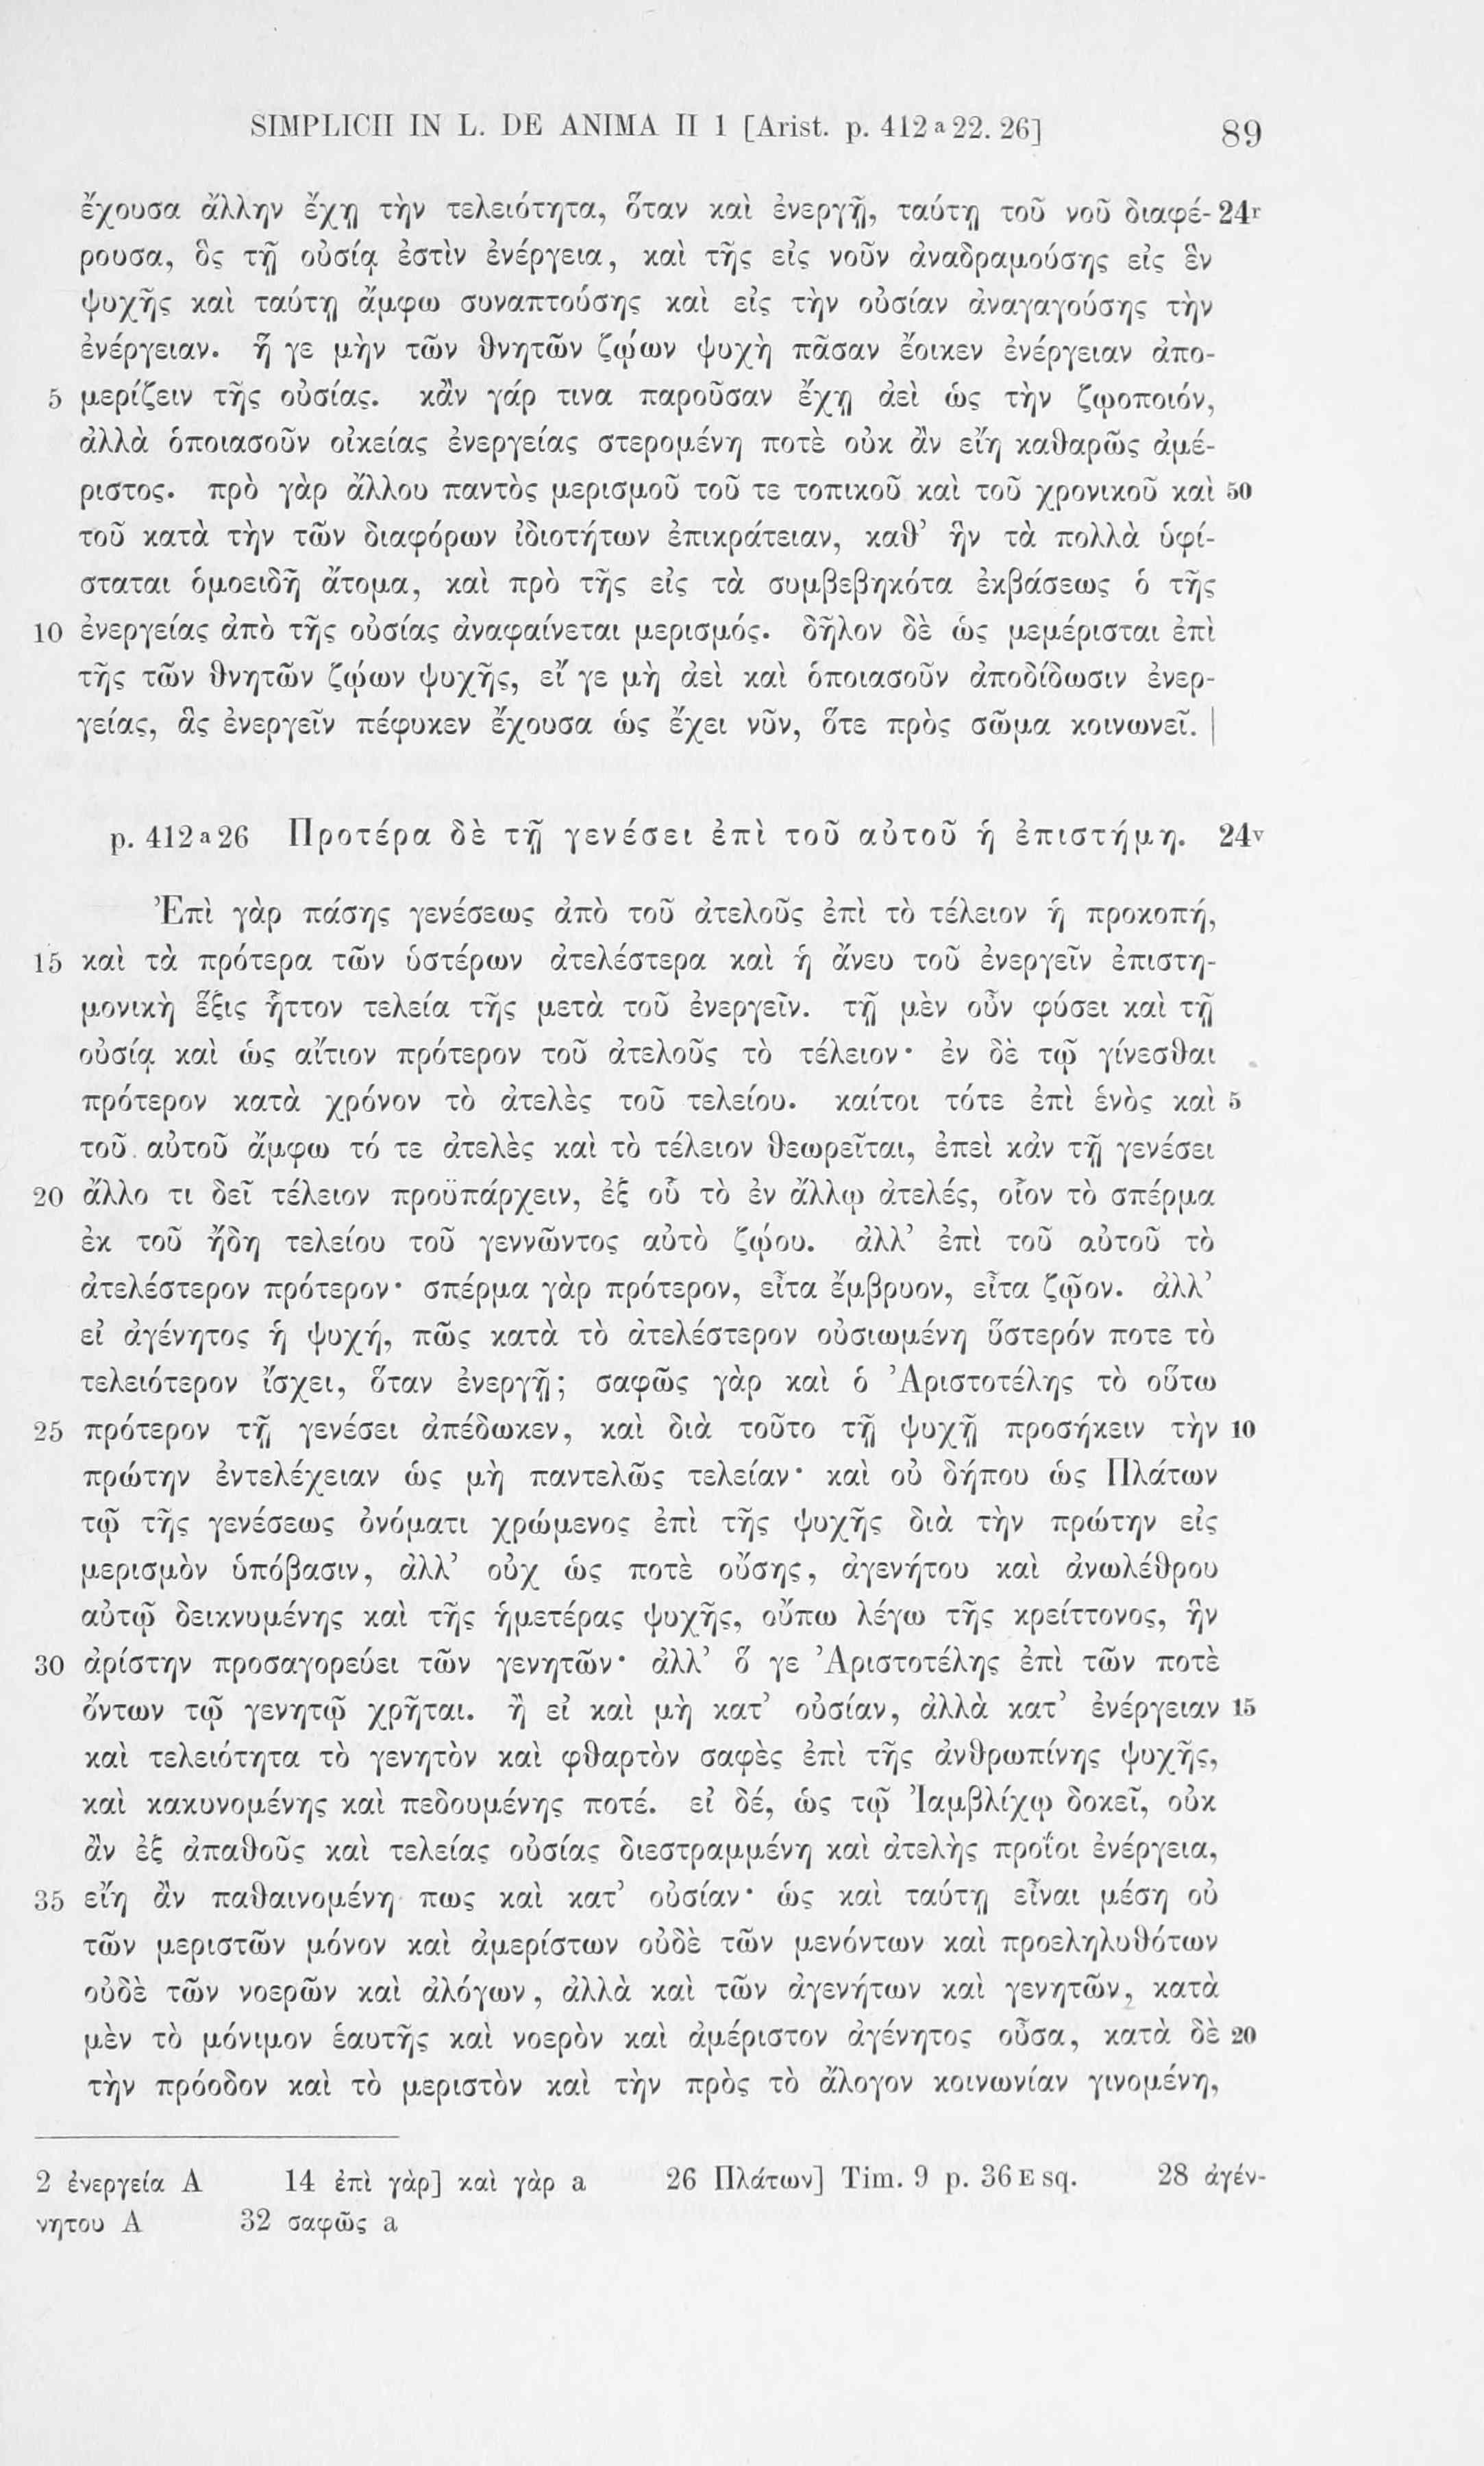 SIMPLICII IN L. DE ANIMA II 1 [Arist. p. 412 a 22. 26] 89
ἔχουσα ἄλλην ἔχῃ τὴν τελειότητα, ὅταν καὶ ἐνεργῇ, ταύτῃ τοῦ νοῦ διαφέ- 24r
ρουσα, ὃς τῇ οὐσίᾳ ἐστὶν ἐνέργεια, καὶ τῆς εἰς νοῦν ἀναδραμούσης εἰς ἓν
ψυχῆς καὶ ταύτῃ ἄμφω συναπτούσης καὶ εἰς τὴν οὐσίαν ἀναγαγούσης τὴν
ἐνέργειαν. ἥ γε μὴν τῶν θνητῶν ζῴων ψυχὴ πᾶσαν ἔοικεν ἐνέργειαν ἀπο-
5 μερίζειν τῆς οὐσίας. κἂν γάρ τινα παροῦσαν ἔχῃ ἀεὶ ὡς τὴν ζῳοποιόν,
ἀλλὰ ὁποιασοῦν οἰκείας ἐνεργείας στερομένη ποτὲ οὐκ ἂν εἴη καθαρῶς ἀμέ-
ριστος. πρὸ γὰρ ἄλλου παντὸς μερισμοῦ τοῦ τε τοπικοῦ καὶ τοῦ χρονικοῦ καὶ 50
τοῦ κατὰ τὴν τῶν διαφόρων ἰδιοτήτων ἐπικράτειαν, καθ’ ἣν τὰ πολλὰ ὑφί-
σταται ὁμοειδῆ ἄτομα, καὶ πρὸ τῆς εἰς τὰ συμβεβηκότα ἐκβάσεως ὁ τῆς
10 ἐνεργείας ἀπὸ τῆς οὐσίας ἀναφαίνεται μερισμός. δῆλον δὲ ὡς μεμέρισται ἐπὶ
τῆς τῶν θνητῶν ζῴων ψυχῆς, εἴ γε μὴ ἀεὶ καὶ ὁποιασοῦν ἀποδίδωσιν ἐνερ-
γείας, ἃς ἐνεργεῖν πέφυκεν ἔχουσα ὡς ἔχει νῦν, ὅτε πρὸς σῶμα κοινωνεῖ. |
p. 412 a 26 Προτέρα δὲ τῇ γενέσει ἐπὶ τοῦ αὐτοῦ ἡ ἐπιστήμη. 24v
Ἐπὶ γὰρ πάσης γενέσεως ἀπὸ τοῦ ἀτελοῦς ἐπὶ τὸ τέλειον ἡ προκοπή,
15 καὶ τὰ πρότερα τῶν ὑστέρων ἀτελέστερα καὶ ἡ ἄνευ τοῦ ἐνεργεῖν ἐπιστη-
μονικὴ ἕξις ἧττον τελεία τῆς μετὰ τοῦ ἐνεργεῖν. τῇ μὲν οὖν φύσει καὶ τῇ
οὐσίᾳ καὶ ὡς αἴτιον πρότερον τοῦ ἀτελοῦς τὸ τέλειον· ἐν δὲ τῷ γίνεσθαι
πρότερον κατὰ χρόνον τὸ ἀτελὲς τοῦ τελείου. καίτοι τότε ἐπὶ ἑνὸς καὶ 5
τοῦ αὐτοῦ ἄμφω τό τε ἀτελὲς καὶ τὸ τέλειον θεωρεῖται, ἐπεὶ κἀν τῇ γενέσει
20 ἄλλο τι δεῖ τέλειον προϋπάρχειν, ἐξ οὗ τὸ ἐν ἄλλῳ ἀτελές, οἷον τὸ σπέρμα
ἐκ τοῦ ἤδη τελείου τοῦ γεννῶντος αὐτὸ ζῴου. ἀλλ’ ἐπὶ τοῦ αὐτοῦ τὸ
ἀτελέστερον πρότερον· σπέρμα γὰρ πρότερον, εἶτα ἔμβρυον, εἶτα ζῷον. ἀλλ’
εἰ ἀγένητος ἡ ψυχή, πῶς κατὰ τὸ ἀτελέστερον οὐσιωμένη ὕστερόν ποτε τὸ
τελειότερον ἴσχει, ὅταν ἐνεργῇ; σαφῶς γὰρ καὶ ὁ Ἀριστοτέλης τὸ οὕτω
25 πρότερον τῇ γενέσει ἀπέδωκεν, καὶ διὰ τοῦτο τῇ ψυχῇ προσήκειν τὴν 10
πρώτην ἐντελέχειαν ὡς μὴ παντελῶς τελείαν· καὶ οὐ δήπου ὡς Πλάτων
τῷ τῆς γενέσεως ὀνόματι χρώμενος ἐπὶ τῆς ψυχῆς διὰ τὴν πρώτην εἰς
μερισμὸν ὑπόβασιν, ἀλλ’ οὐχ ὥς ποτὲ οὔσης, ἀγενήτου καὶ ἀνωλέθρου
αὐτῷ δεικνυμένης καὶ τῆς ἡμετέρας ψυχῆς, οὔπω λέγω τῆς κρείττονος, ἣν
30 ἀρίστην προσαγορεύει τῶν γενητῶν· ἀλλ’ ὅ γε Ἀριστοτέλης ἐπὶ τῶν ποτὲ
ὄντων τῷ γενητῷ χρῆται. ἢ εἰ καὶ μὴ κατ’ οὐσίαν, ἀλλὰ κατ’ ἐνέργειαν 15
καὶ τελειότητα τὸ γενητὸν καὶ φθαρτὸν σαφὲς ἐπὶ τῆς ἀνθρωπίνης ψυχῆς,
καὶ κακυνομένης καὶ πεδουμένης ποτέ. εἰ δέ, ὡς τῷ Ἰαμβλίχῳ δοκεῖ, οὐκ
ἂν ἐξ ἀπαθοῦς καὶ τελείας οὐσίας διεστραμμένη καὶ ἀτελὴς προΐοι ἐνέργεια,
35 εἴη ἂν παθαινομένη πως καὶ κατ’ οὐσίαν· ὡς καὶ ταύτῃ εἶναι μέση οὐ
τῶν μεριστῶν μόνον καὶ ἀμερίστων οὐδὲ τῶν μενόντων καὶ προεληλυθότων
οὐδὲ τῶν νοερῶν καὶ ἀλόγων, ἀλλὰ καὶ τῶν ἀγενήτων καὶ γενητῶν, κατὰ
μὲν τὸ μόνιμον ἑαυτῆς καὶ νοερὸν καὶ ἀμέριστον ἀγένητος οὖσα, κατὰ δὲ 20
τὴν πρόοδον καὶ τὸ μεριστὸν καὶ τὴν πρὸς τὸ ἄλογον κοινωνίαν γινομένη,
2 ἐνεργεία A 14 ἐπὶ γὰρ] καὶ γὰρ a 26 Πλάτων] Tim. 9 p. 36 E sq. 28 ἀγέν-
νητου A 32 σαφῶς a